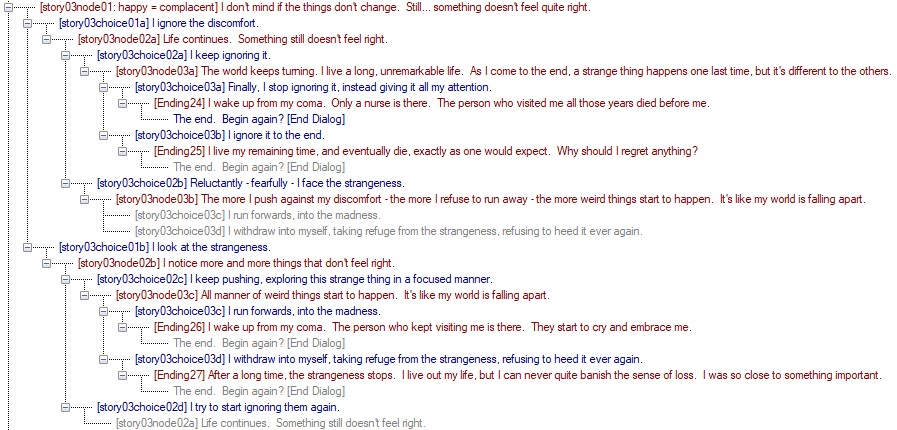 [story03node01: happy = complacent] I don't mind if the things don't change.  Still... something doesn't feel quite right.
[story03choice01a] I ignore the discomfort.
[story03node02a] Life continues.  Something still doesn't feel right.
[story03choice02a] I keep ignoring it.
[story03node03a] The world keeps turning. I live a long, unremarkable life.  As I come to the end, a strange thing happens one last time, but it's different to the others.
[story03choice03a] Finally, I stop ignoring it, instead giving it all my attention.
[Ending24] I wake up from my coma.  Only a nurse is there.  The person who visited me all those years died before me.
The end.  Begin again? [End Dialog]
[story03choice03b] I ignore it to the end.
[Ending25] I live my remaining time, and eventually die, exactly as one would expect.  Why should I regret anything?
The end.  Begin again? [End Dialog]
[story03choice02b] Reluctantly - fearfully - I face the strangeness.
[story03node03b] The more I push against my discomfort - the more I refuse to run away - the more weird things start to happen.  It's like my world is falling apart.
[story03choice03c] I run forwards, into the madness.
[story03choice03d] I withdraw into myself, taking refuge from the strangeness, refusing to heed it ever again.
[story03choice01b] I look at the strangeness.
[story03node02b] I notice more and more things that don't feel right.
[story03choice02c] I keep pushing, exploring this strange thing in a focused manner.
[story03node03c] All manner of weird things start to happen.  It's like my world is falling apart.
[story03choice03c] I run forwards, into the madness.
[Ending26] I wake up from my coma.  The person who kept visiting me is there.  They start to cry and embrace me.
The end.  Begin again? [End Dialog]
[story03choice03d] I withdraw into myself, taking refuge from the strangeness, refusing to heed it ever again.
[Ending27] After a long time, the strangeness stops.  I live out my life, but I can never quite banish the sense of loss.  I was so close to something important.
The end.  Begin again? [End Dialog]
[story03choice02d] I try to start ignoring them again.
[story03node02a] Life continues.  Something still doesn't feel right.